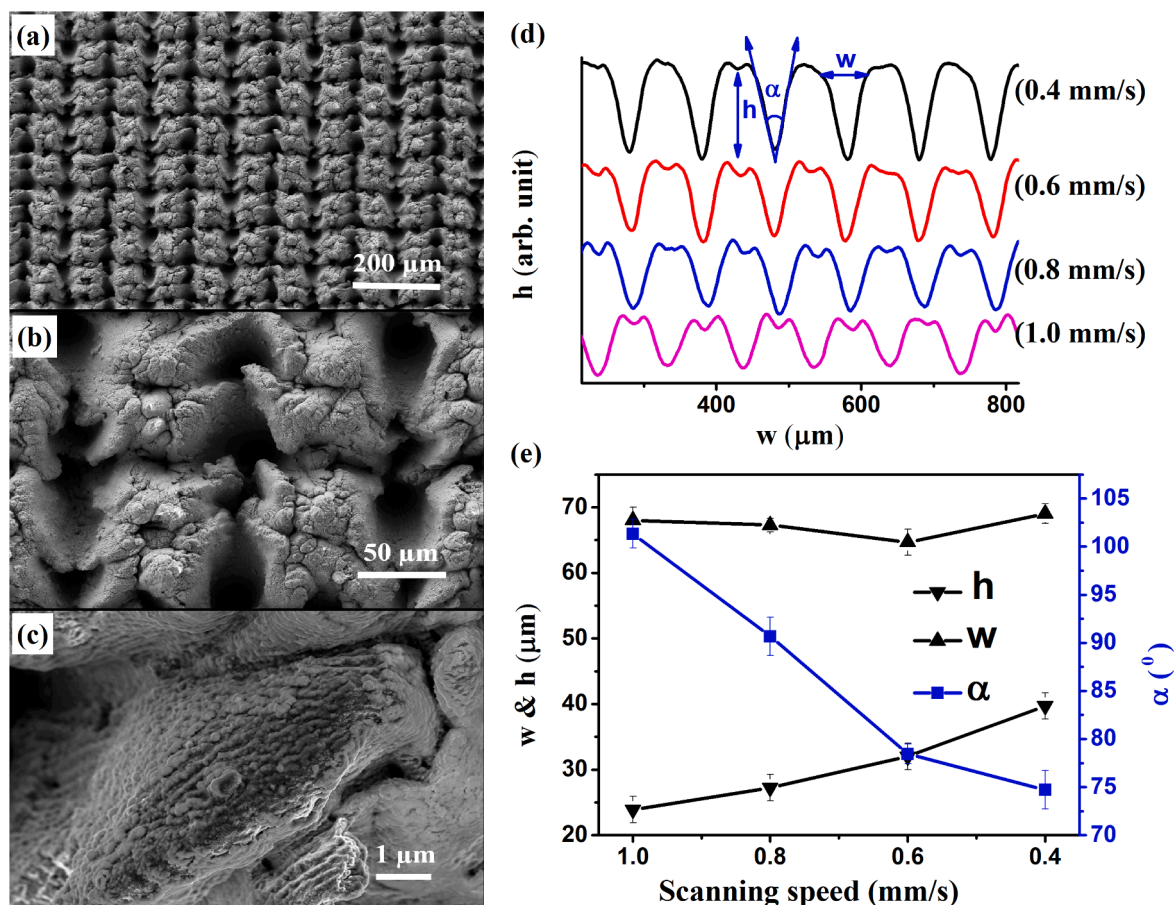 (a)
200 µm
(b)
50 µm
(c)
1 µm
(d)
h (arb. unit)
α
w
h
(0.4 mm/s)
(0.6 mm/s)
(0.8 mm/s)
(1.0 mm/s)
400 600 800
w (µm)
(e)
w & h (µm)
70
60
50
40
30
20
h
w
α
105
100
95
90
85
80
75
70
α (⁰)
1.0 0.8 0.6 0.4
Scanning speed (mm/s)